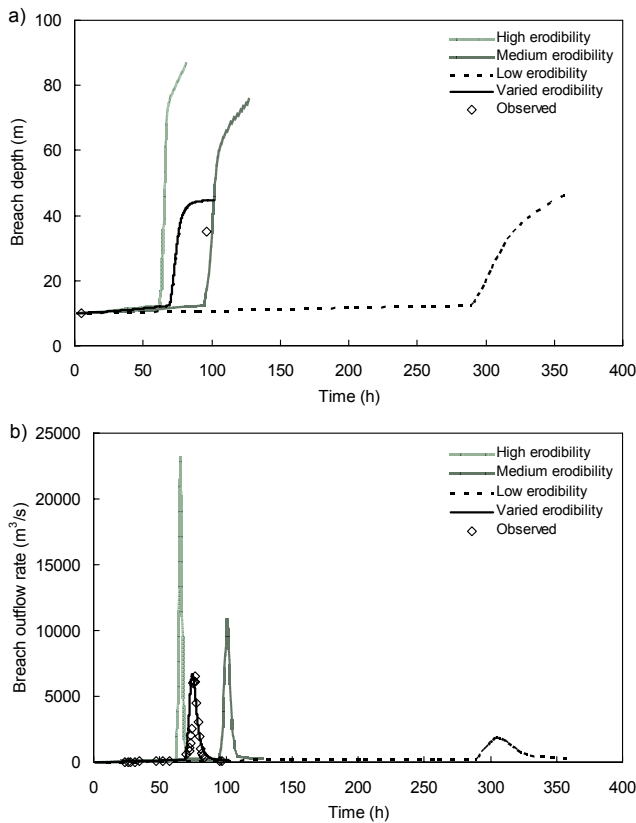 a)
100
80
60
40
20
0
Breach depth (m)
High erodibility
Medium erodibility
Low erodibility
Varied erodibility
Observed
0 50 100 150 200 250 300 350 400
Time (h)
b)
25000
20000
15000
10000
5000
0
Breach outflow rate (m³/s)
High erodibility
Medium erodibility
Low erodibility
Varied erodibility
Observed
0 50 100 150 200 250 300 350 400
Time (h)